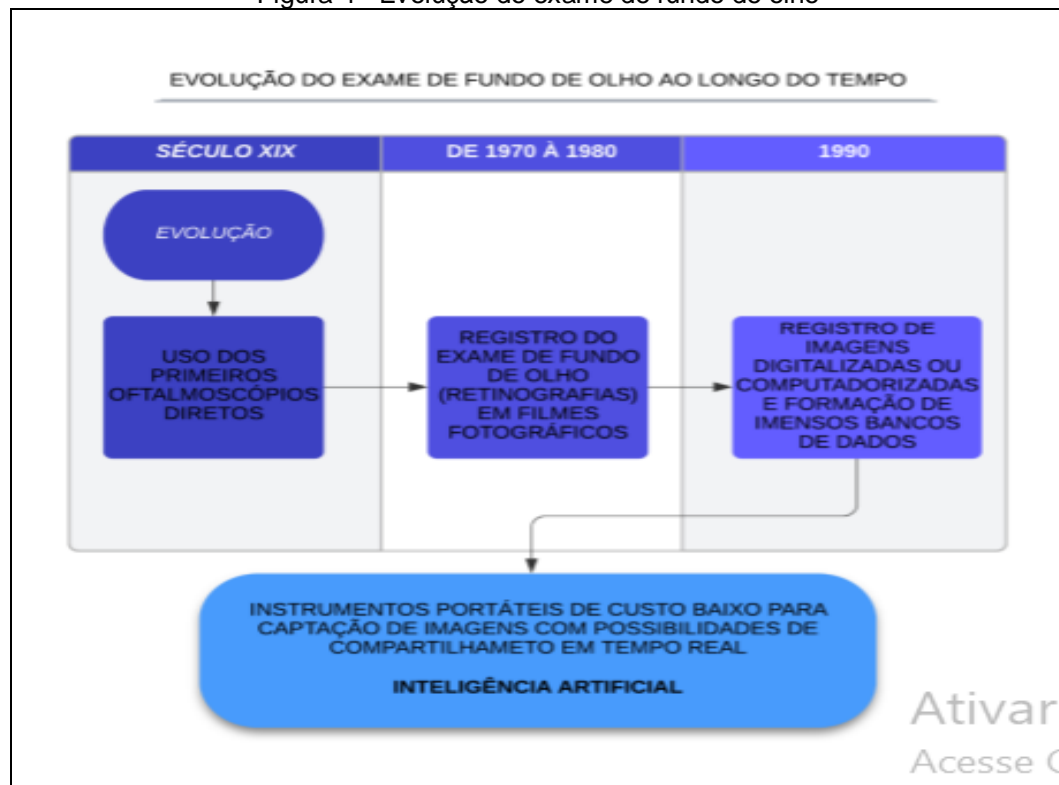 EVOLUÇÃO DO EXAME DE FUNDO DE OLHO AO LONGO DO TEMPO
SÉCULO XIX
DE 1970 À 1980
1990
EVOLUÇÃO
USO DOS
PRIMEIROS
OFTALMOSCÓPIOS
DIRETOS
REGISTRO DO
EXAME DE FUNDO
DE OLHO
(RETINOGRAFIAS)
EM FILMES
FOTOGRÁFICOS
REGISTRO DE
IMAGENS
DIGITALIZADAS OU
COMPUTADORIZADAS
E FORMAÇÃO DE
IMENSOS BANCOS
DE DADOS
INSTRUMENTOS PORTÁTEIS DE CUSTO BAIXO PARA
CAPTAÇÃO DE IMAGENS COM POSSIBILIDADES DE
COMPARTILHAMETO EM TEMPO REAL
INTELIGÊNCIA ARTIFICIAL
Ativar
Acesse